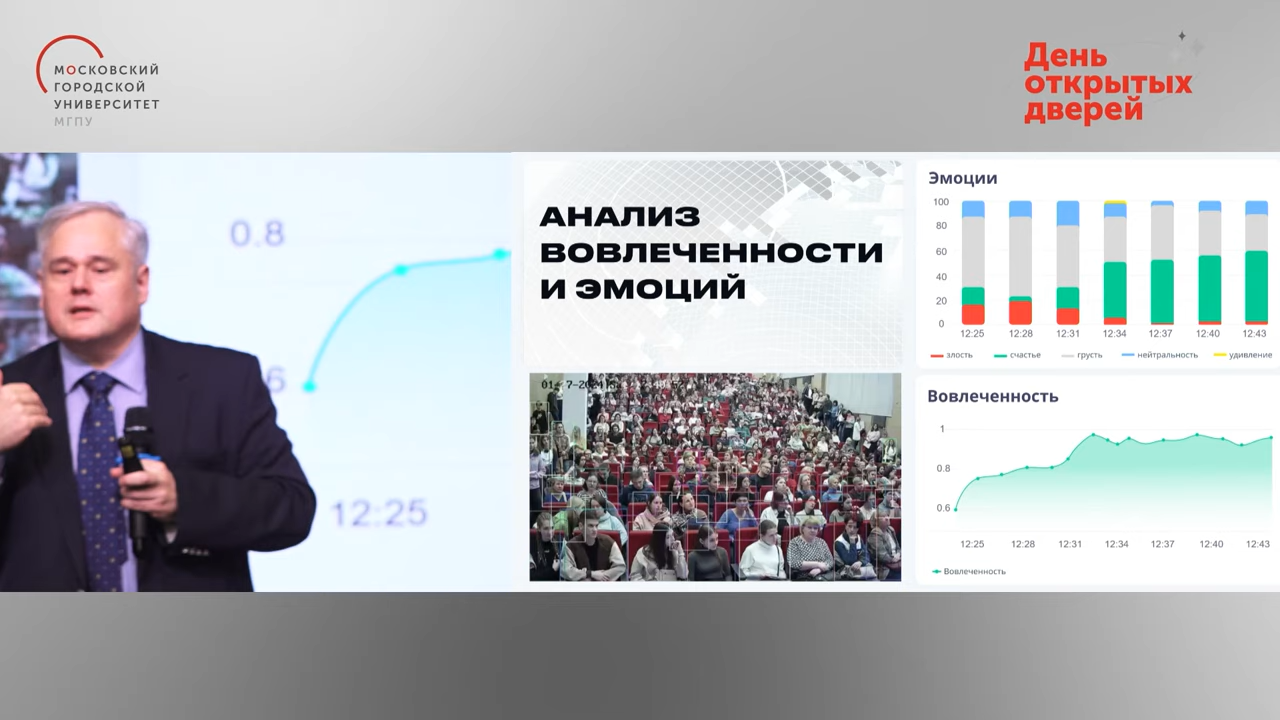 МОСКОВСКИЙ
ГОРОДСКОЙ
УНИВЕРСИТЕТ
МГПУ
День
открытых
дверей
0.8
6
12:25
АНАЛИЗ
ВОВЛЕЧЕННОСТИ
И ЭМОЦИЙ
Эмоции
100
80
60
40
20
0
12:25 12:28 12:31 12:34 12:37 12:40 12:43
злость счастье грусть нейтральность удивление
Вовлеченность
1
0.8
0.6
12:25 12:28 12:31 12:34 12:37 12:40 12:43
Вовлеченность